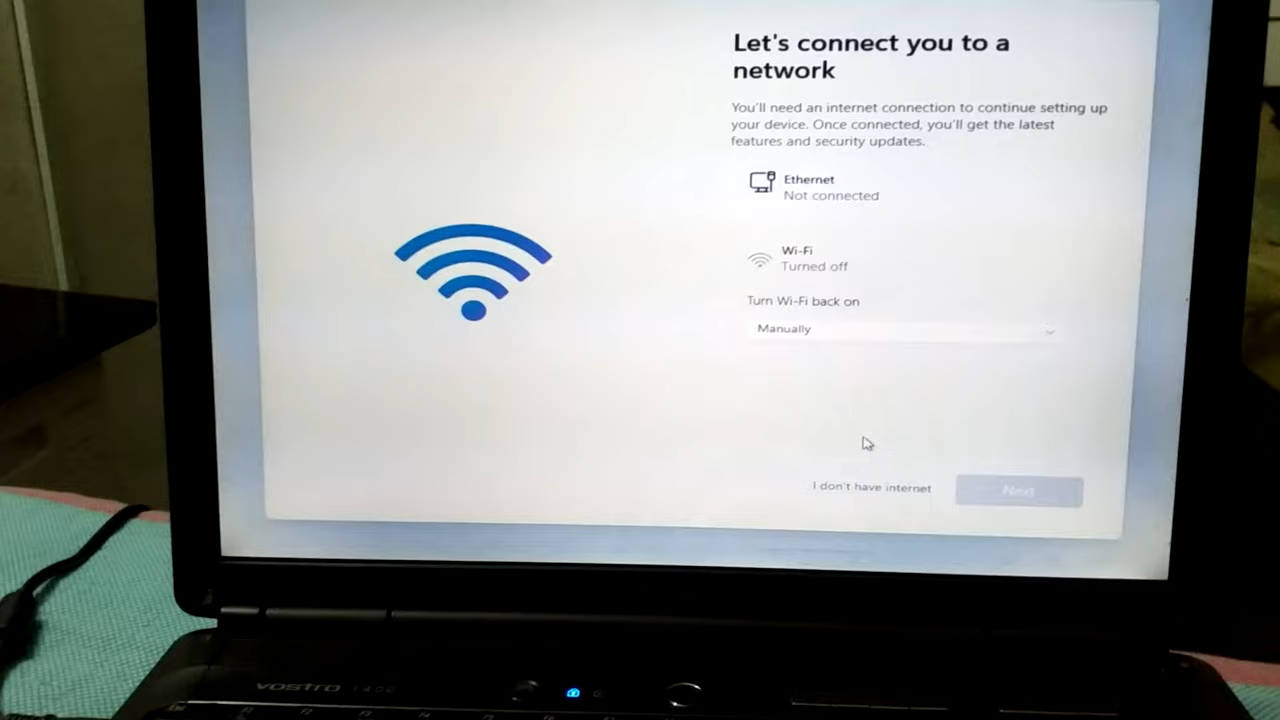 Let's connect you to a
network
You'll need an internet connection to continue setting up
your device. Once connected, you'll get the latest
features and security updates.
Ethernet
Not connected
Wi-Fi
Turned off
Turn Wi-Fi back on
Manually
I don't have internet
Next
vostro